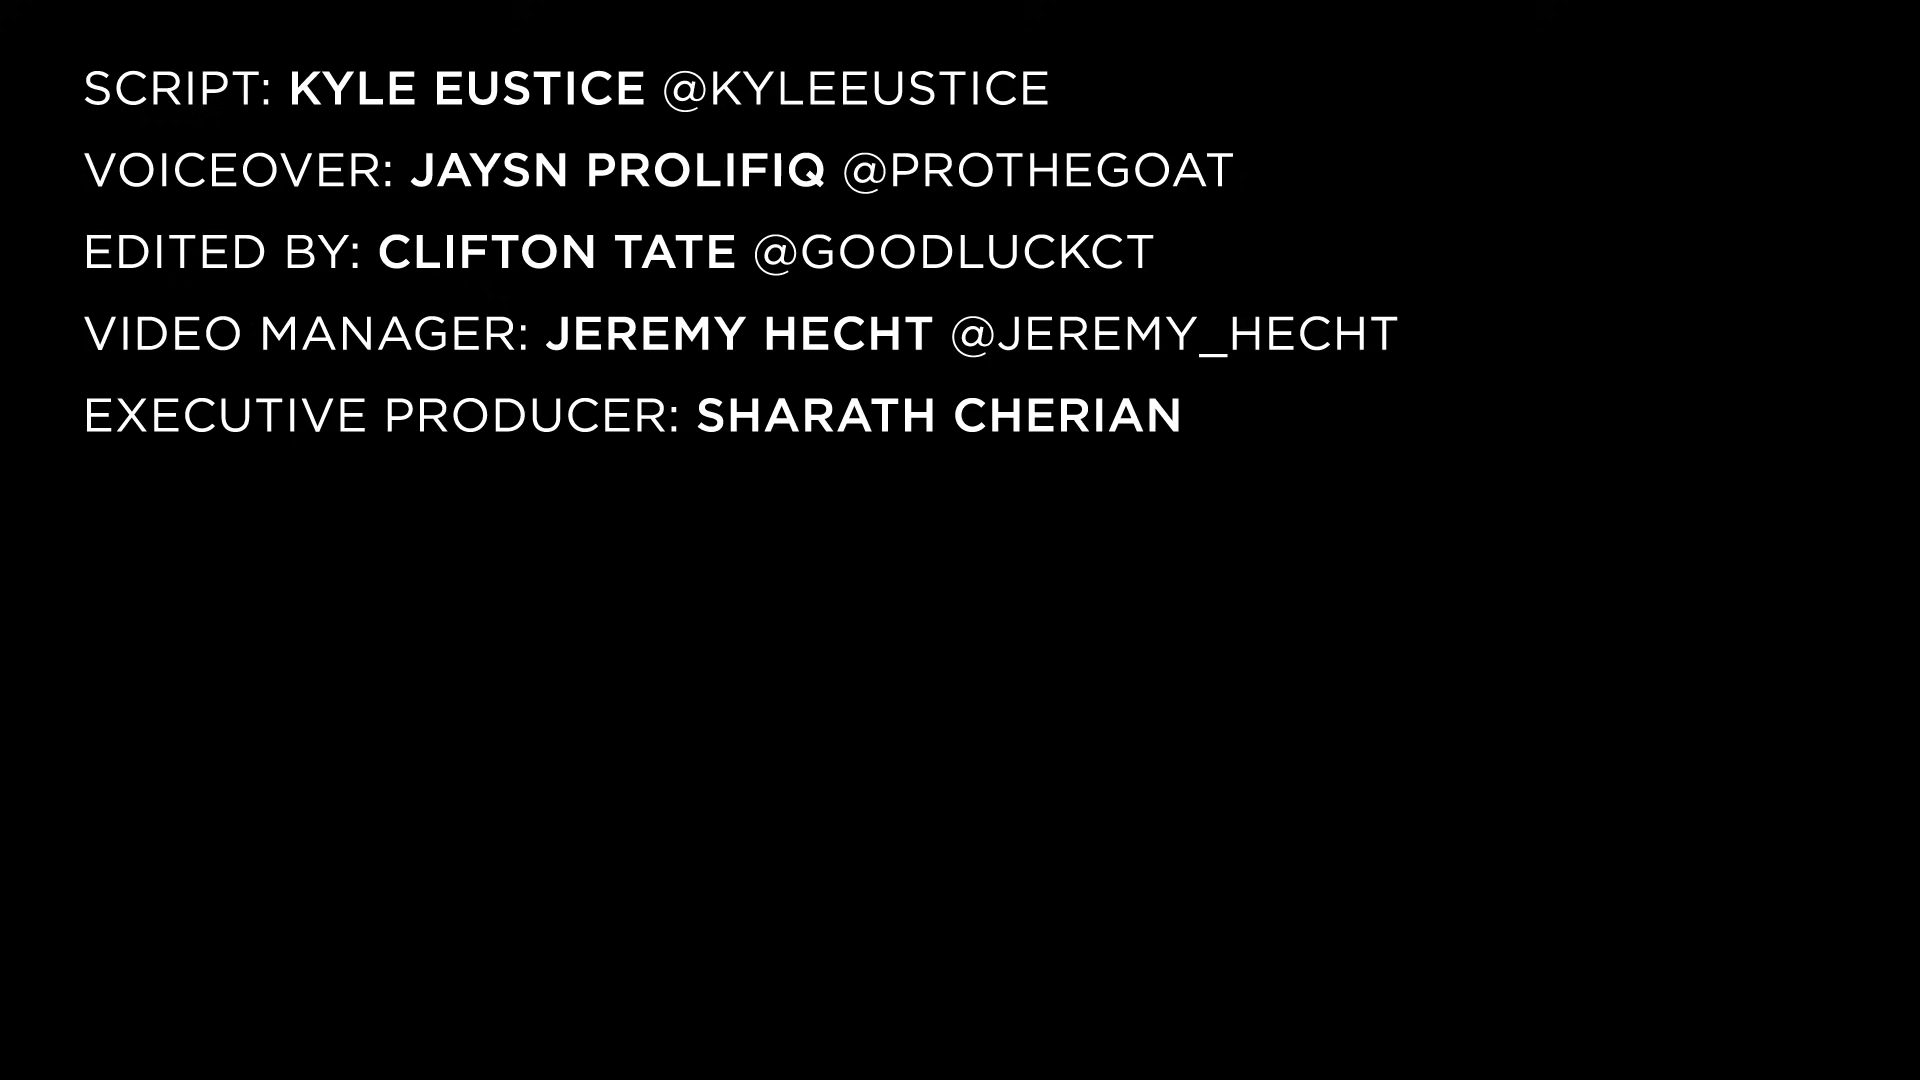 SCRIPT: KYLE EUSTICE @KYLEEUSTICE
VOICEOVER: JAYSN PROLIFIQ @PROTHEGOAT
EDITED BY: CLIFTON TATE @GOODLUCKCT
VIDEO MANAGER: JEREMY HECHT @JEREMY_HECHT
EXECUTIVE PRODUCER: SHARATH CHERIAN